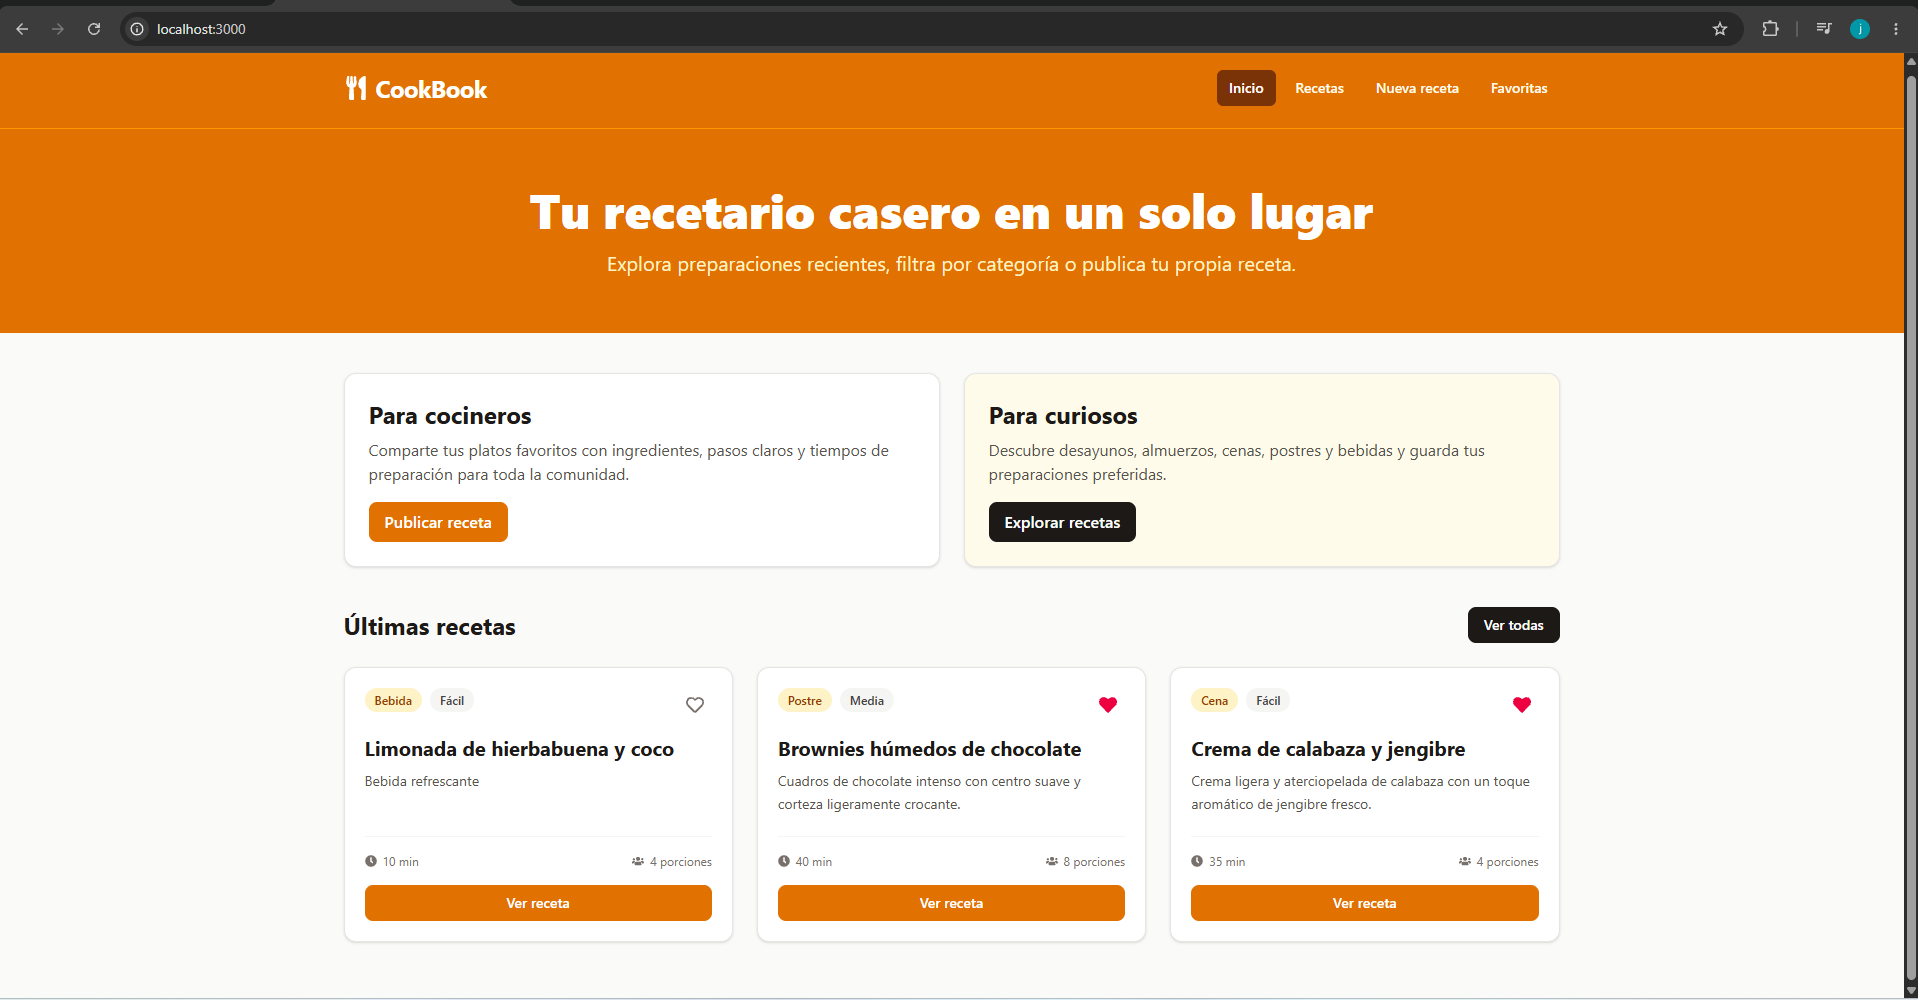 localhost:3000
j
CookBook
Inicio
Recetas
Nueva receta
Favoritas
Tu recetario casero en un solo lugar
Explora preparaciones recientes, filtra por categoría o publica tu propia receta.
Para cocineros
Comparte tus platos favoritos con ingredientes, pasos claros y tiempos de
preparación para toda la comunidad.
Publicar receta
Para curiosos
Descubre desayunos, almuerzos, cenas, postres y bebidas y guarda tus
preparaciones preferidas.
Explorar recetas
Últimas recetas
Ver todas
Bebida
Fácil
Limonada de hierbabuena y coco
Bebida refrescante
10 min
4 porciones
Ver receta
Postre
Media
Brownies húmedos de chocolate
Cuadros de chocolate intenso con centro suave y
corteza ligeramente crocante.
40 min
8 porciones
Ver receta
Cena
Fácil
Crema de calabaza y jengibre
Crema ligera y aterciopelada de calabaza con un toque
aromático de jengibre fresco.
35 min
4 porciones
Ver receta